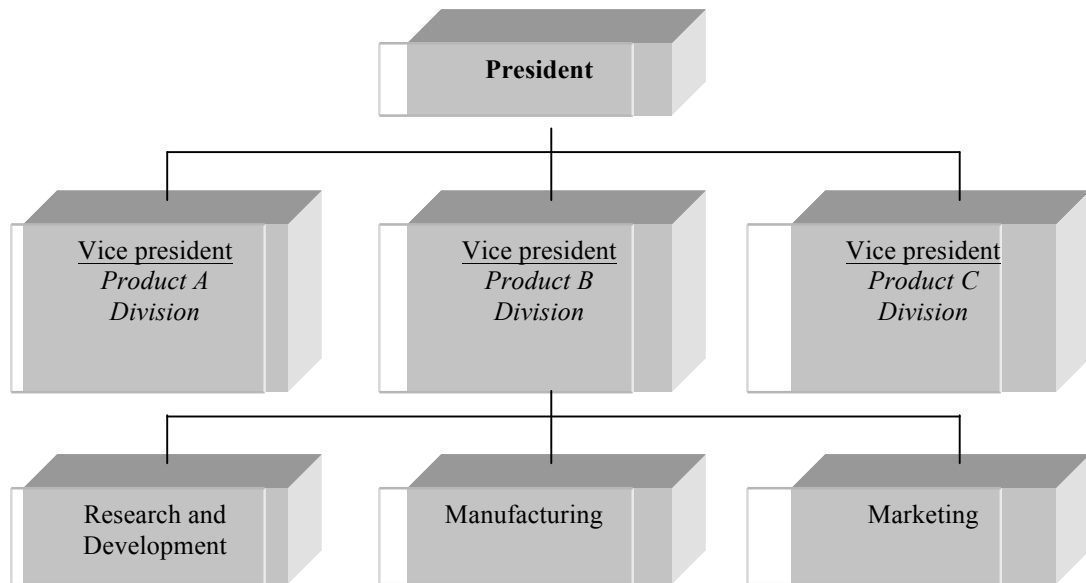 President
Vice president
Product A
Division
Vice president
Product B
Division
Vice president
Product C
Division
Research and
Development
Manufacturing
Marketing